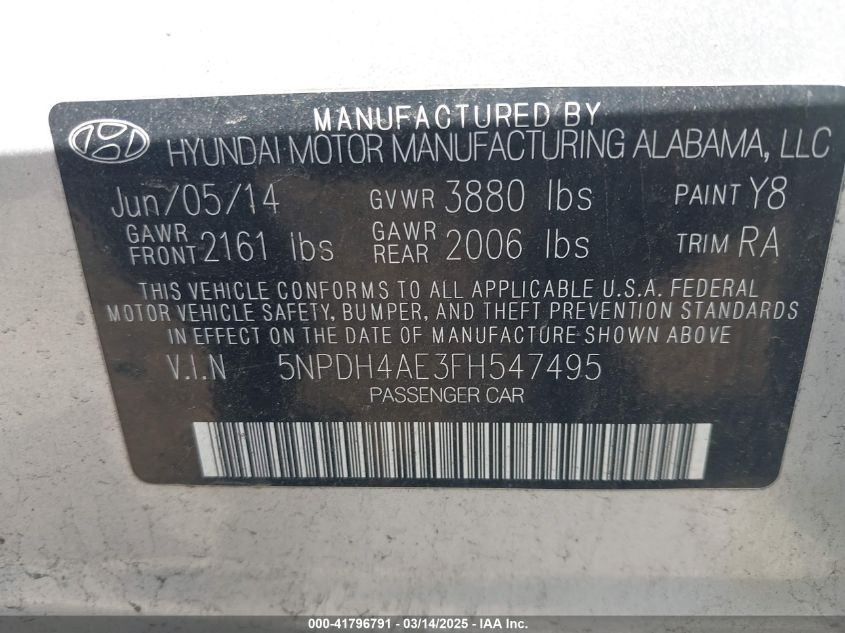 MANUFACTURED BY
HYUNDAI MOTOR MANUFACTURING ALABAMA, LLC
Jun/05/14 GVWR 3880 lbs PAINT Y8
GAWR FRONT 2161 lbs GAWR REAR 2006 lbs TRIM RA
THIS VEHICLE CONFORMS TO ALL APPLICABLE U.S.A. FEDERAL
MOTOR VEHICLE SAFETY, BUMPER, AND THEFT PREVENTION STANDARDS
IN EFFECT ON THE DATE OF MANUFACTURE SHOWN ABOVE
V.I.N 5NPDH4AE3FH547495
PASSENGER CAR
000-41796791 - 03/14/2025 - IAA Inc.